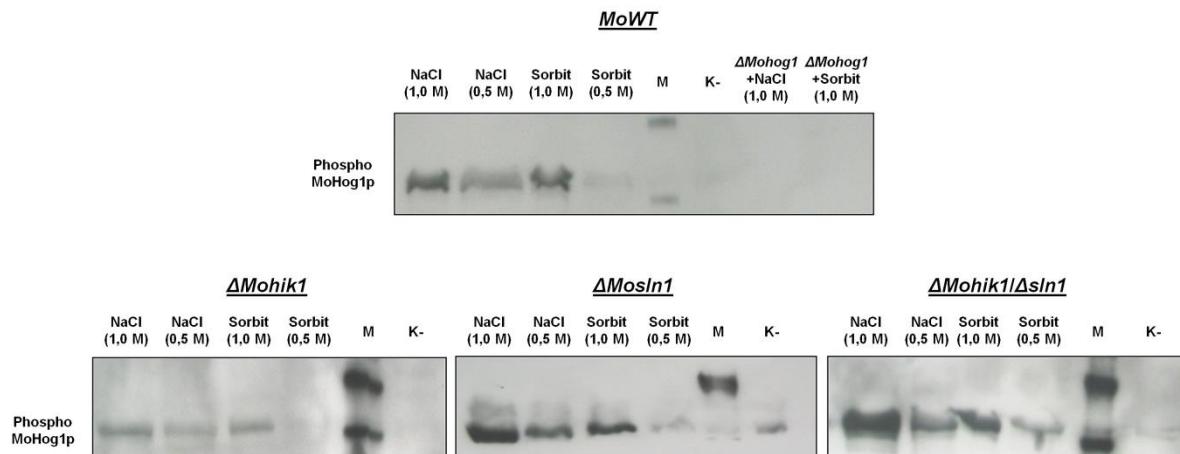 MoWT
NaCl NaCl Sorbit Sorbit M K- ΔMohog1 ΔMohog1
(1,0 M) (0,5 M) (1,0 M) (0,5 M) +NaCl +Sorbit
(1,0 M) (1,0 M)
Phospho
MoHog1p
ΔMohik1 ΔMosln1 ΔMohik1/Δsln1
NaCl NaCl Sorbit Sorbit M K- NaCl NaCl Sorbit Sorbit M K- NaCl NaCl Sorbit Sorbit M K-
(1,0 M) (0,5 M) (1,0 M) (0,5 M) (1,0 M) (0,5 M) (1,0 M) (0,5 M) (1,0 M) (0,5 M) (1,0 M) (0,5 M)
Phospho
MoHog1p